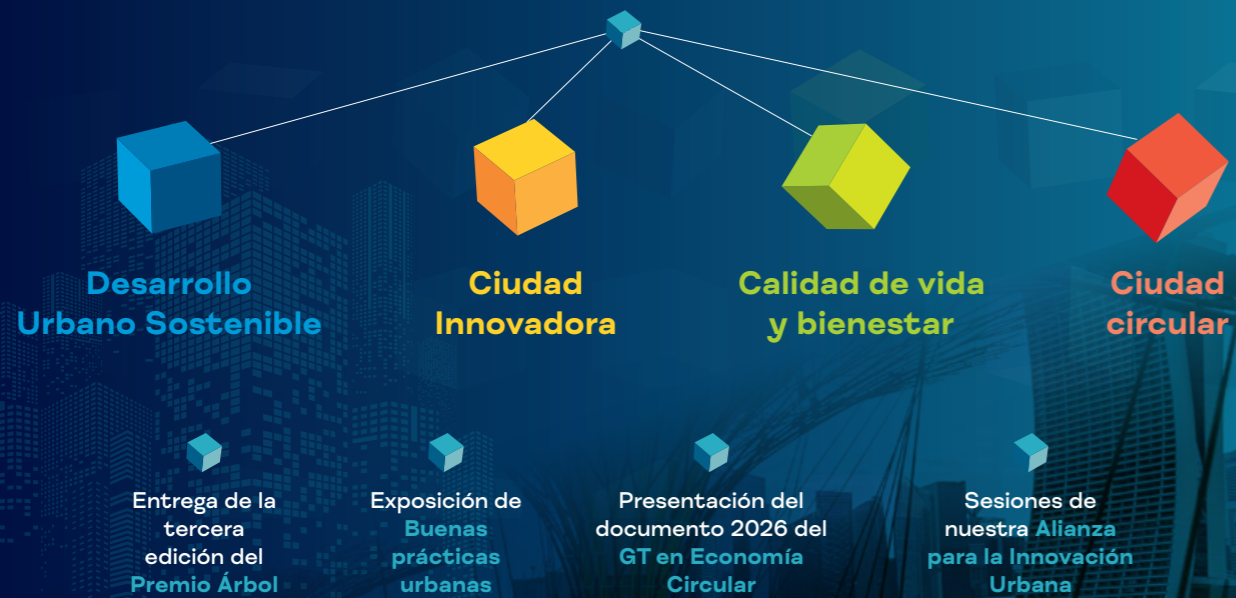 Desarrollo
Urbano Sostenible
Ciudad
Innovadora
Calidad de vida
y bienestar
Ciudad
circular
Entrega de la
tercera
edición del
Premio Árbol
Exposición de
Buenas
prácticas
urbanas
Presentación del
documento 2026 del
GT en Economía
Circular
Sesiones de
nuestra Alianza
para la Innovación
Urbana